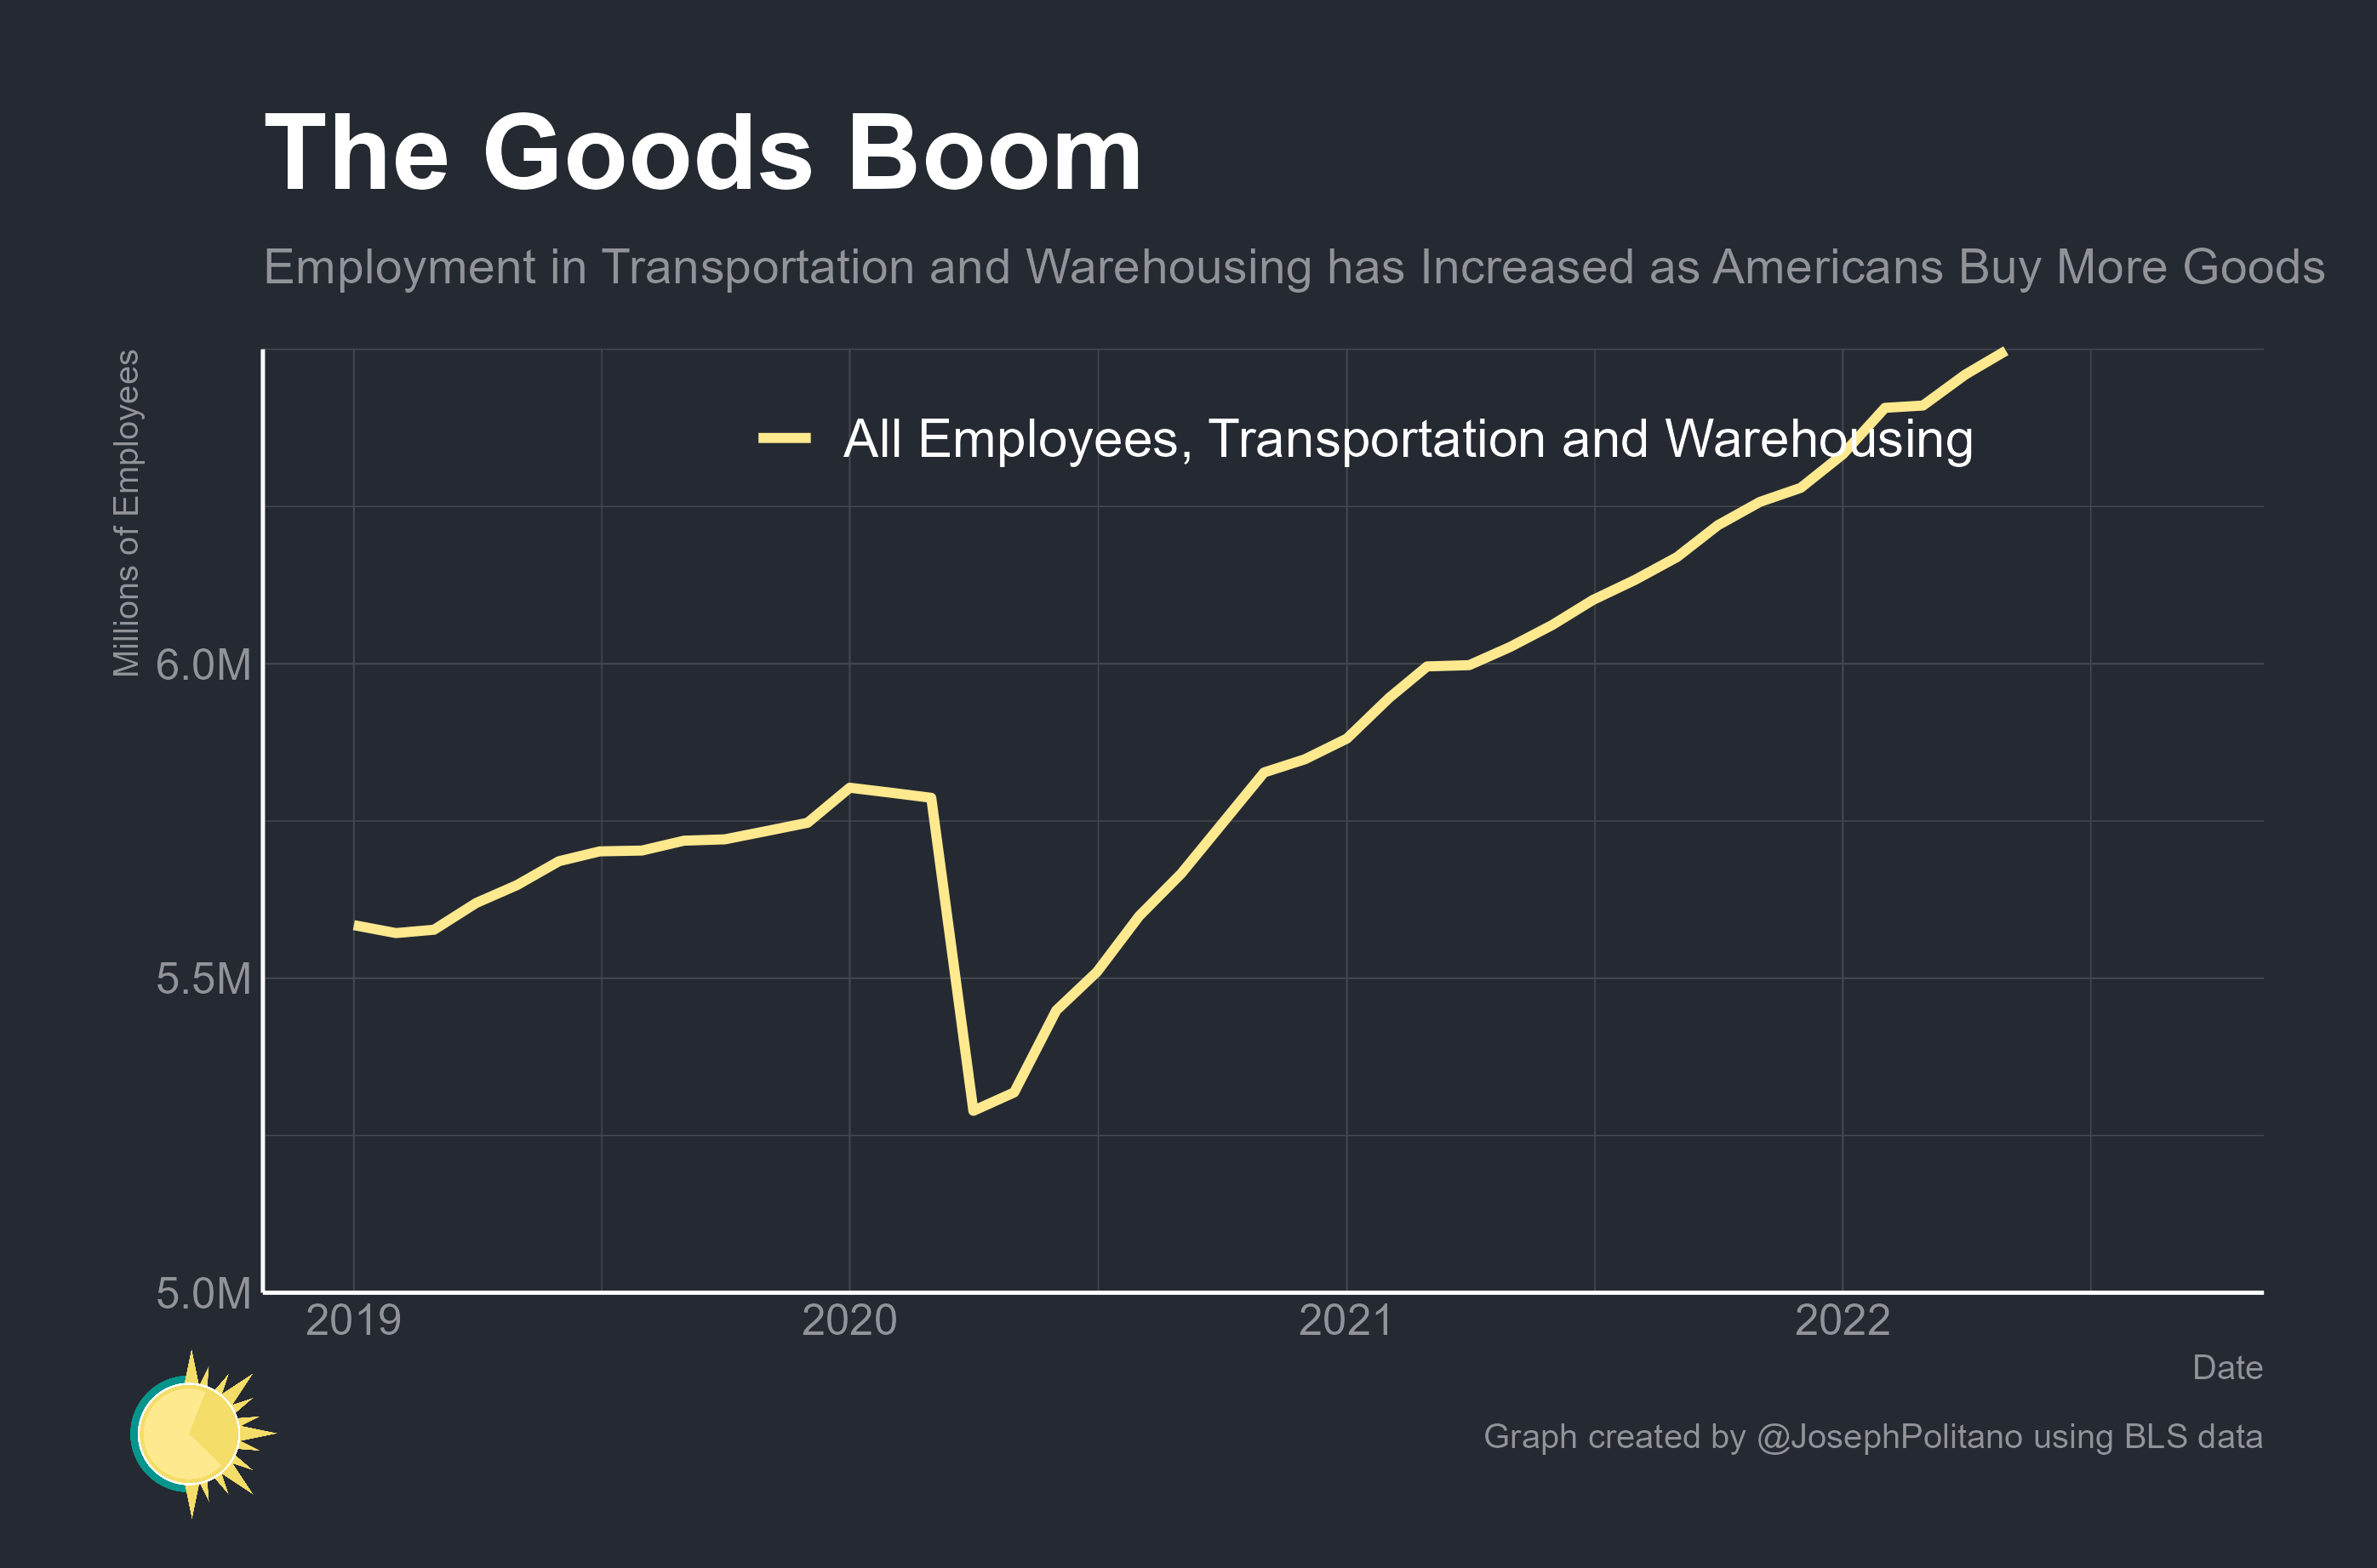 The Goods Boom
Employment in Transportation and Warehousing has Increased as Americans Buy More Goods
Millions of Employees
All Employees, Transportation and Warehousing
6.0M
5.5M
5.0M
2019 2020 2021 2022
Date
Graph created by @JosephPolitano using BLS data